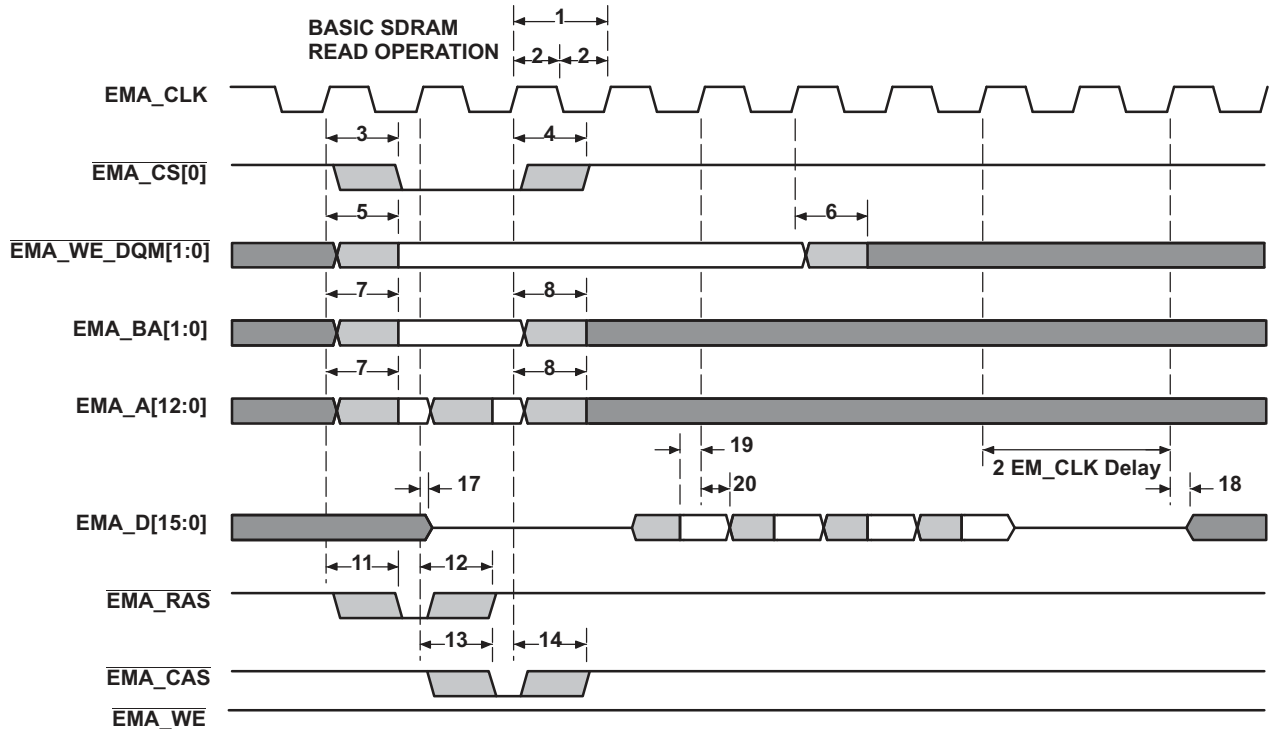 BASIC SDRAM
READ OPERATION
1
2 2
EMA_CLK
3 4
EMA_CS[0]
5 6
EMA_WE_DQM[1:0]
7 8
EMA_BA[1:0]
7 8
EMA_A[12:0]
19
2 EM_CLK Delay
17 20 18
EMA_D[15:0]
11 12
EMA_RAS
13 14
EMA_CAS
EMA_WE